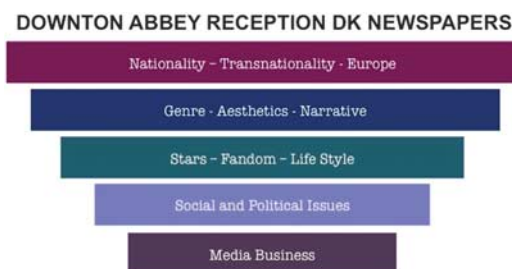 DOWNTON ABBEY RECEPTION DK NEWSPAPERS
Nationality – Transnationality - Europe
Genre - Aesthetics - Narrative
Stars – Fandom – Life Style
Social and Political Issues
Media Business